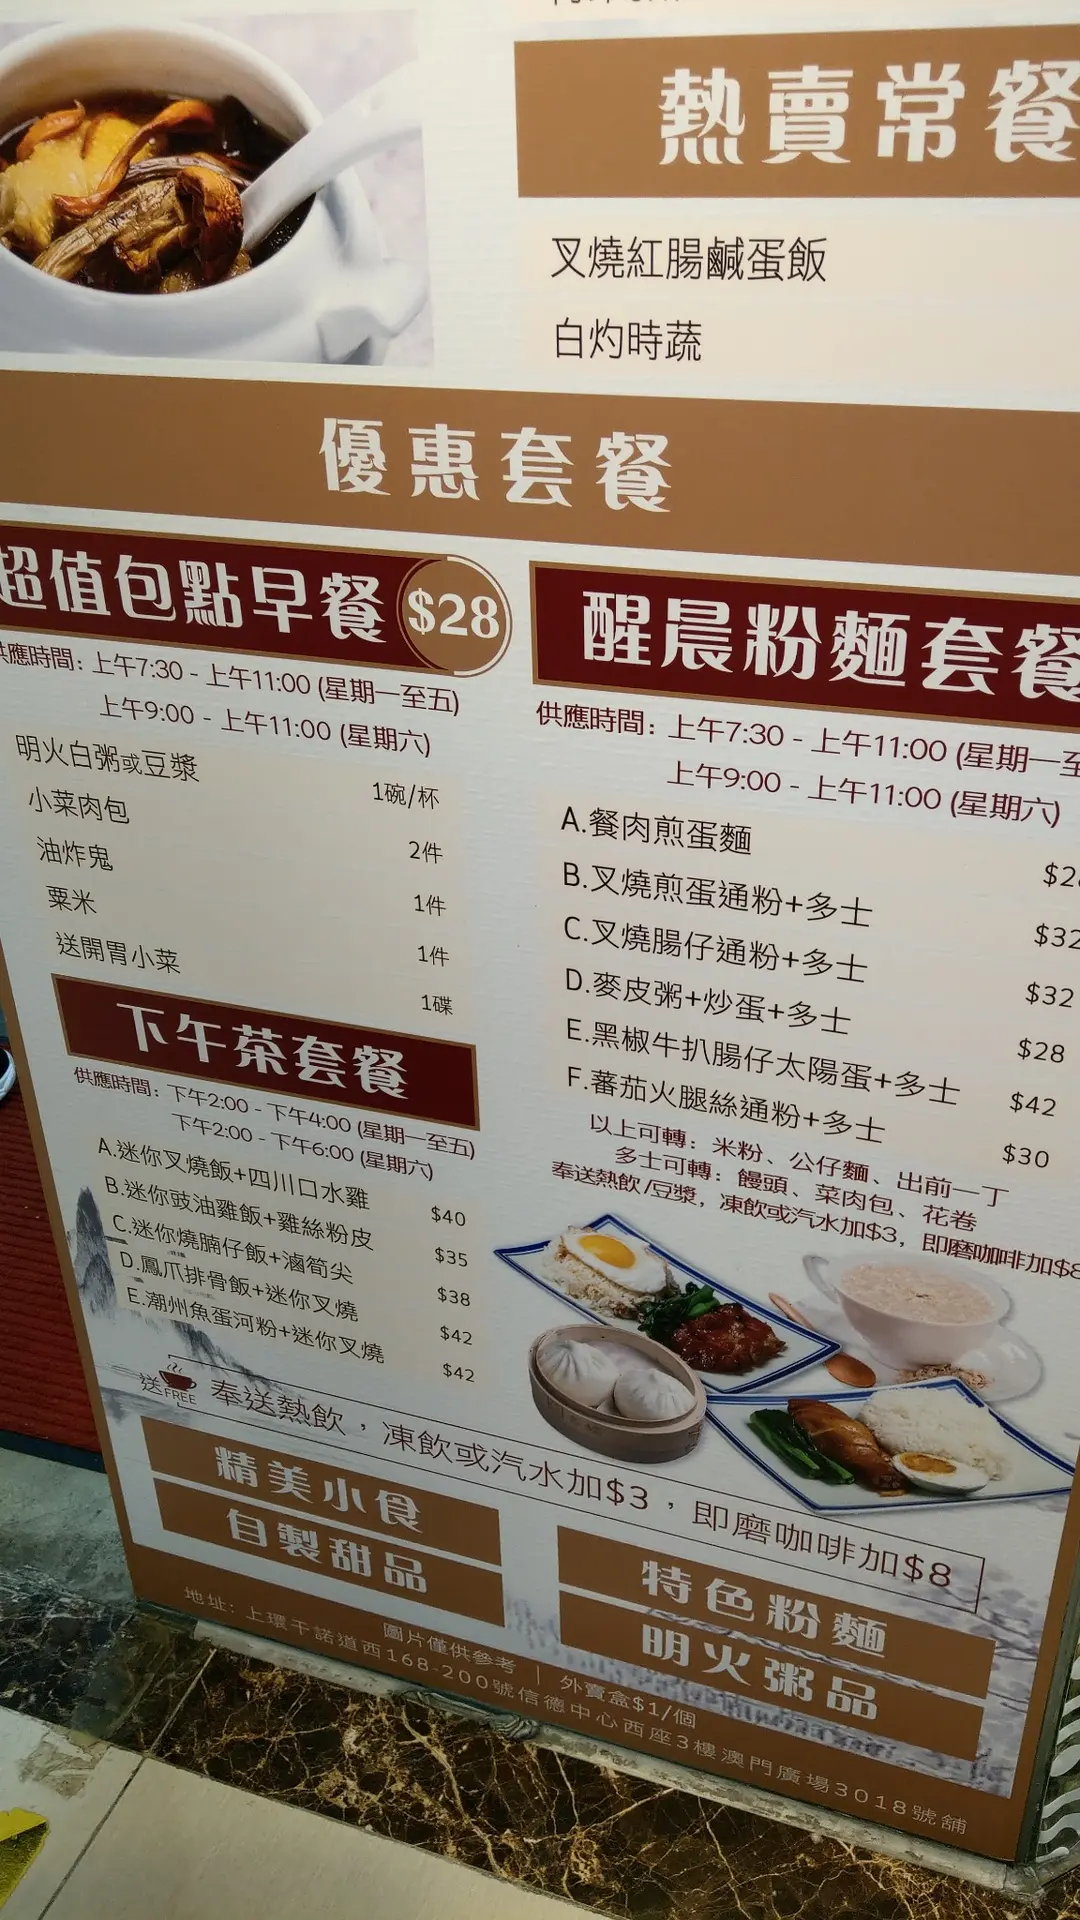 熱賣常餐
叉燒紅腸鹹蛋飯
白灼時蔬
優惠套餐
超值包點早餐 $28
供應時間：上午7:30 - 上午11:00 (星期一至五)
上午9:00 - 上午11:00 (星期六)
明火白粥或豆漿 1碗/杯
小菜肉包 2件
油炸鬼 1件
粟米 1件
送開胃小菜 1碟
下午茶套餐
供應時間：下午2:00 - 下午4:00 (星期一至五)
下午2:00 - 下午6:00 (星期六)
A.迷你叉燒飯+四川口水雞 $40
B.迷你豉油雞飯+雞絲粉皮 $35
C.迷你燒腩仔飯+滷筍尖 $38
D.鳳爪排骨飯+迷你叉燒 $42
E.潮州魚蛋河粉+迷你叉燒 $42
醒晨粉麵套餐
供應時間：上午7:30 - 上午11:00 (星期一至
上午9:00 - 上午11:00 (星期六)
A.餐肉煎蛋麵 $2
B.叉燒煎蛋通粉+多士 $32
C.叉燒腸仔通粉+多士 $32
D.麥皮粥+炒蛋+多士 $28
E.黑椒牛扒腸仔太陽蛋+多士 $42
F.蕃茄火腿絲通粉+多士 $30
以上可轉：米粉、公仔麵、出前一丁
多士可轉：饅頭、菜肉包、花卷
奉送熱飲/豆漿，凍飲或汽水加$3，即磨咖啡加$8
送 FREE 奉送熱飲，凍飲或汽水加$3，即磨咖啡加$8
精美小食
自製甜品
特色粉麵
明火粥品
圖片僅供參考 | 外賣盒$1/個
地址：上環干諾道西168-200號信德中心西座3樓澳門廣場3018號舖